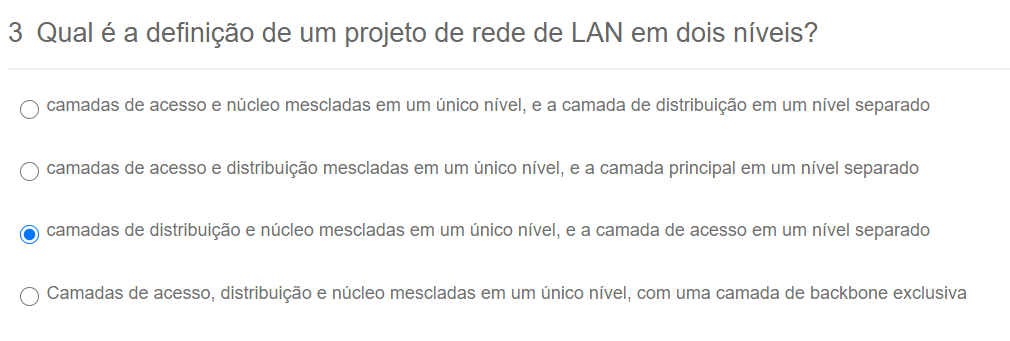 3 Qual é a definição de um projeto de rede de LAN em dois níveis?
camadas de acesso e núcleo mescladas em um único nível, e a camada de distribuição em um nível separado
camadas de acesso e distribuição mescladas em um único nível, e a camada principal em um nível separado
camadas de distribuição e núcleo mescladas em um único nível, e a camada de acesso em um nível separado
Camadas de acesso, distribuição e núcleo mescladas em um único nível, com uma camada de backbone exclusiva